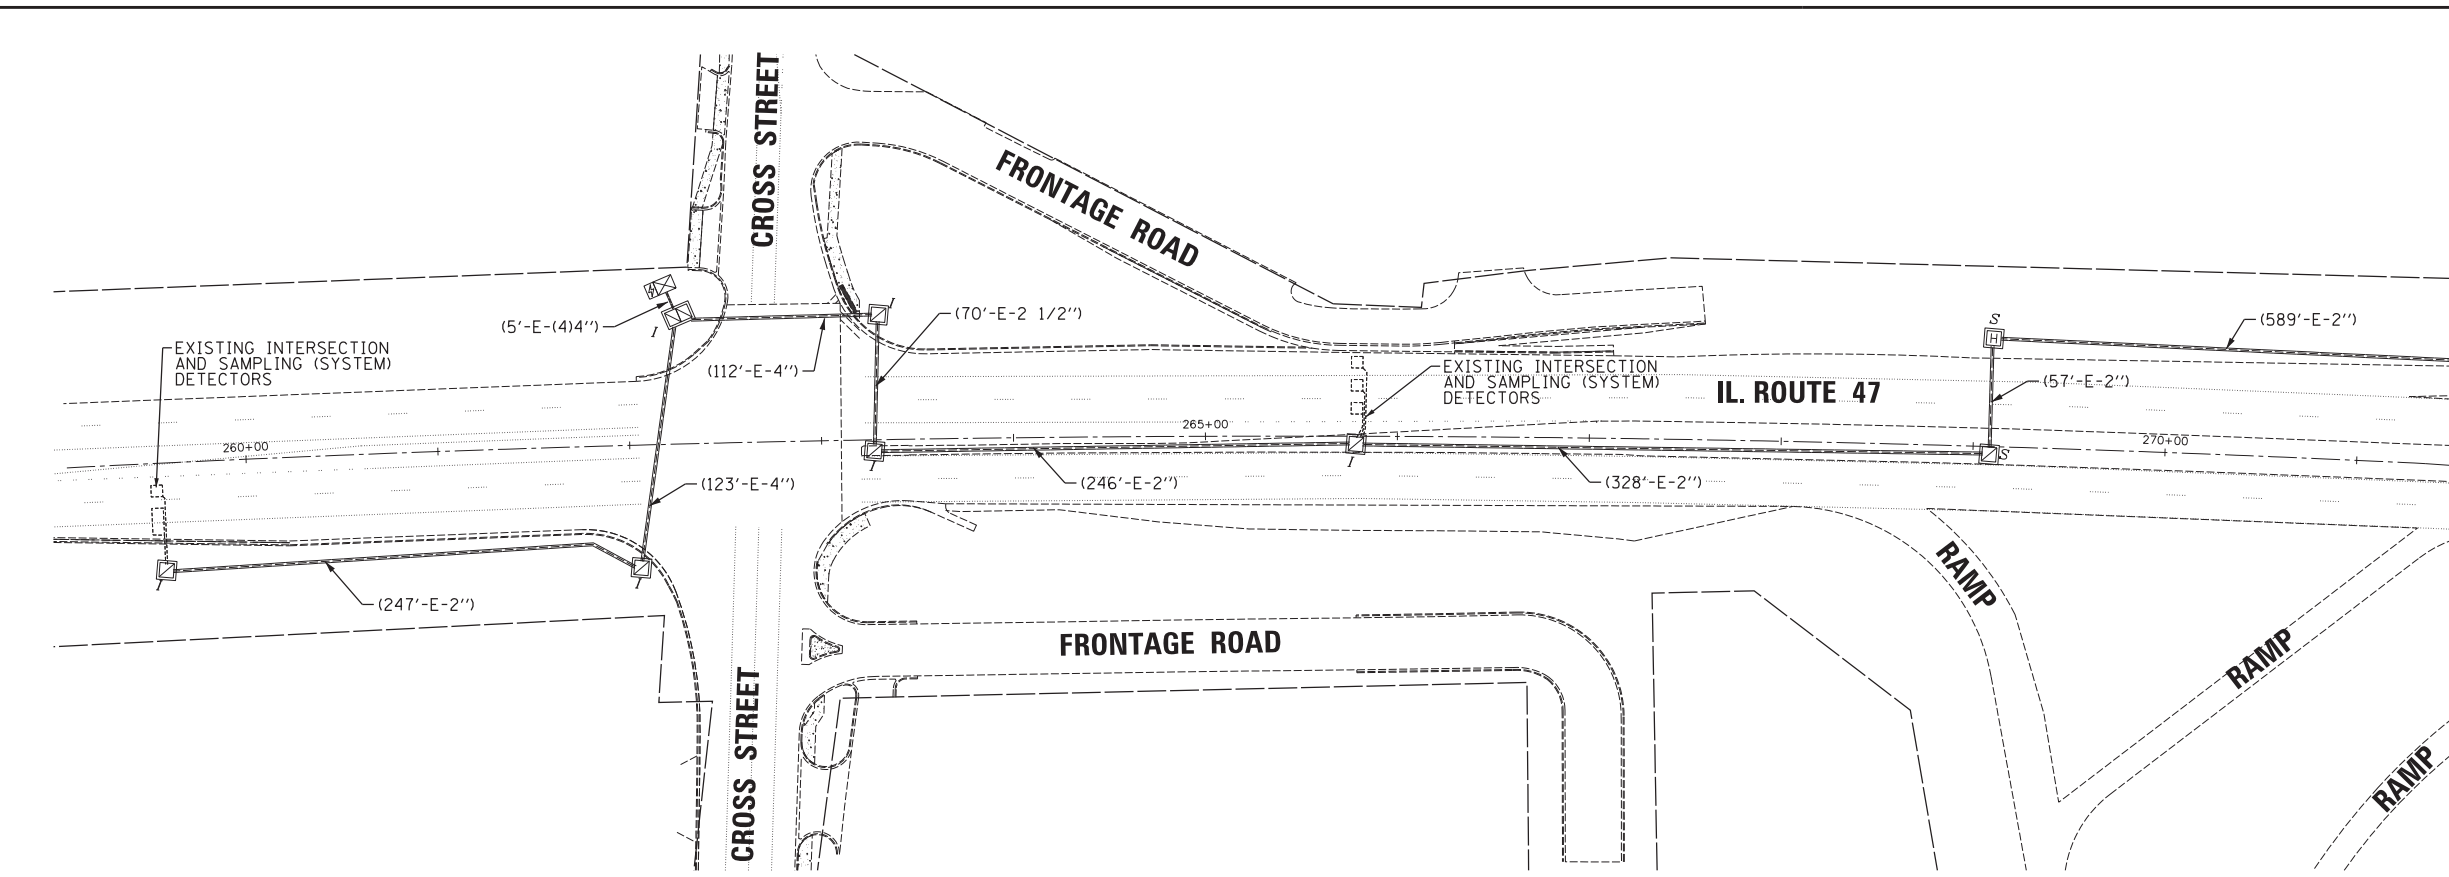 CROSS STREET
FRONTAGE ROAD
(5'-E-(4)4'')
I
I
(70'-E-2 1/2'')
(112'-E-4'')
EXISTING INTERSECTION
AND SAMPLING (SYSTEM)
DETECTORS
S
H
(589'-E-2'')
EXISTING INTERSECTION
AND SAMPLING (SYSTEM)
DETECTORS
IL. ROUTE 47
(57'-E-2'')
260+00
265+00
270+00
I
I
S
(123'-E-4'')
(246'-E-2'')
(328'-E-2'')
I
I
(247'-E-2'')
RAMP
FRONTAGE ROAD
RAMP
CROSS STREET
RAMP